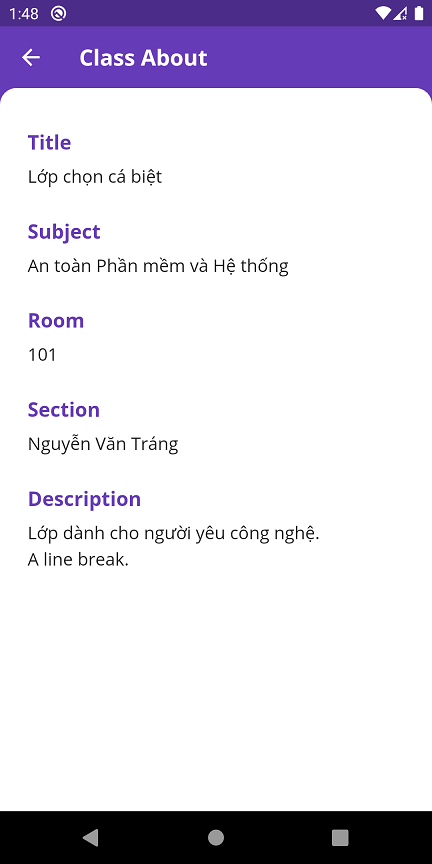 1:48
Class About
Title
Lớp chọn cá biệt
Subject
An toàn Phần mềm và Hệ thống
Room
101
Section
Nguyễn Văn Tráng
Description
Lớp dành cho người yêu công nghệ.
A line break.